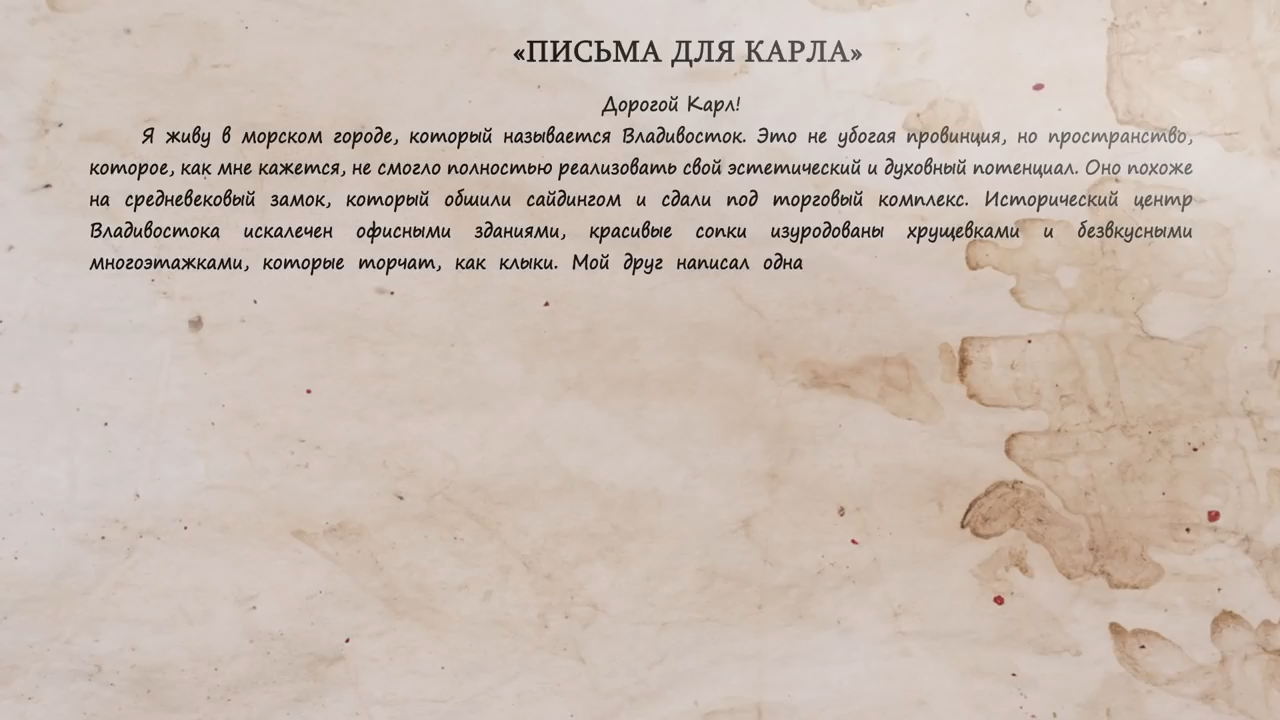 «ПИСЬМА ДЛЯ КАРЛА»
Дорогой Карл!
Я живу в морском городе, который называется Владивосток. Это не убогая провинция, но пространство,
которое, как мне кажется, не смогло полностью реализовать свой эстетический и духовный потенциал. Оно похоже
на средневековый замок, который обшили сайдингом и сдали под торговый комплекс. Исторический центр
Владивостока искалечен офисными зданиями, красивые сопки изуродованы хрущевками и безвкусными
многоэтажками, которые торчат, как клыки. Мой друг написал одна